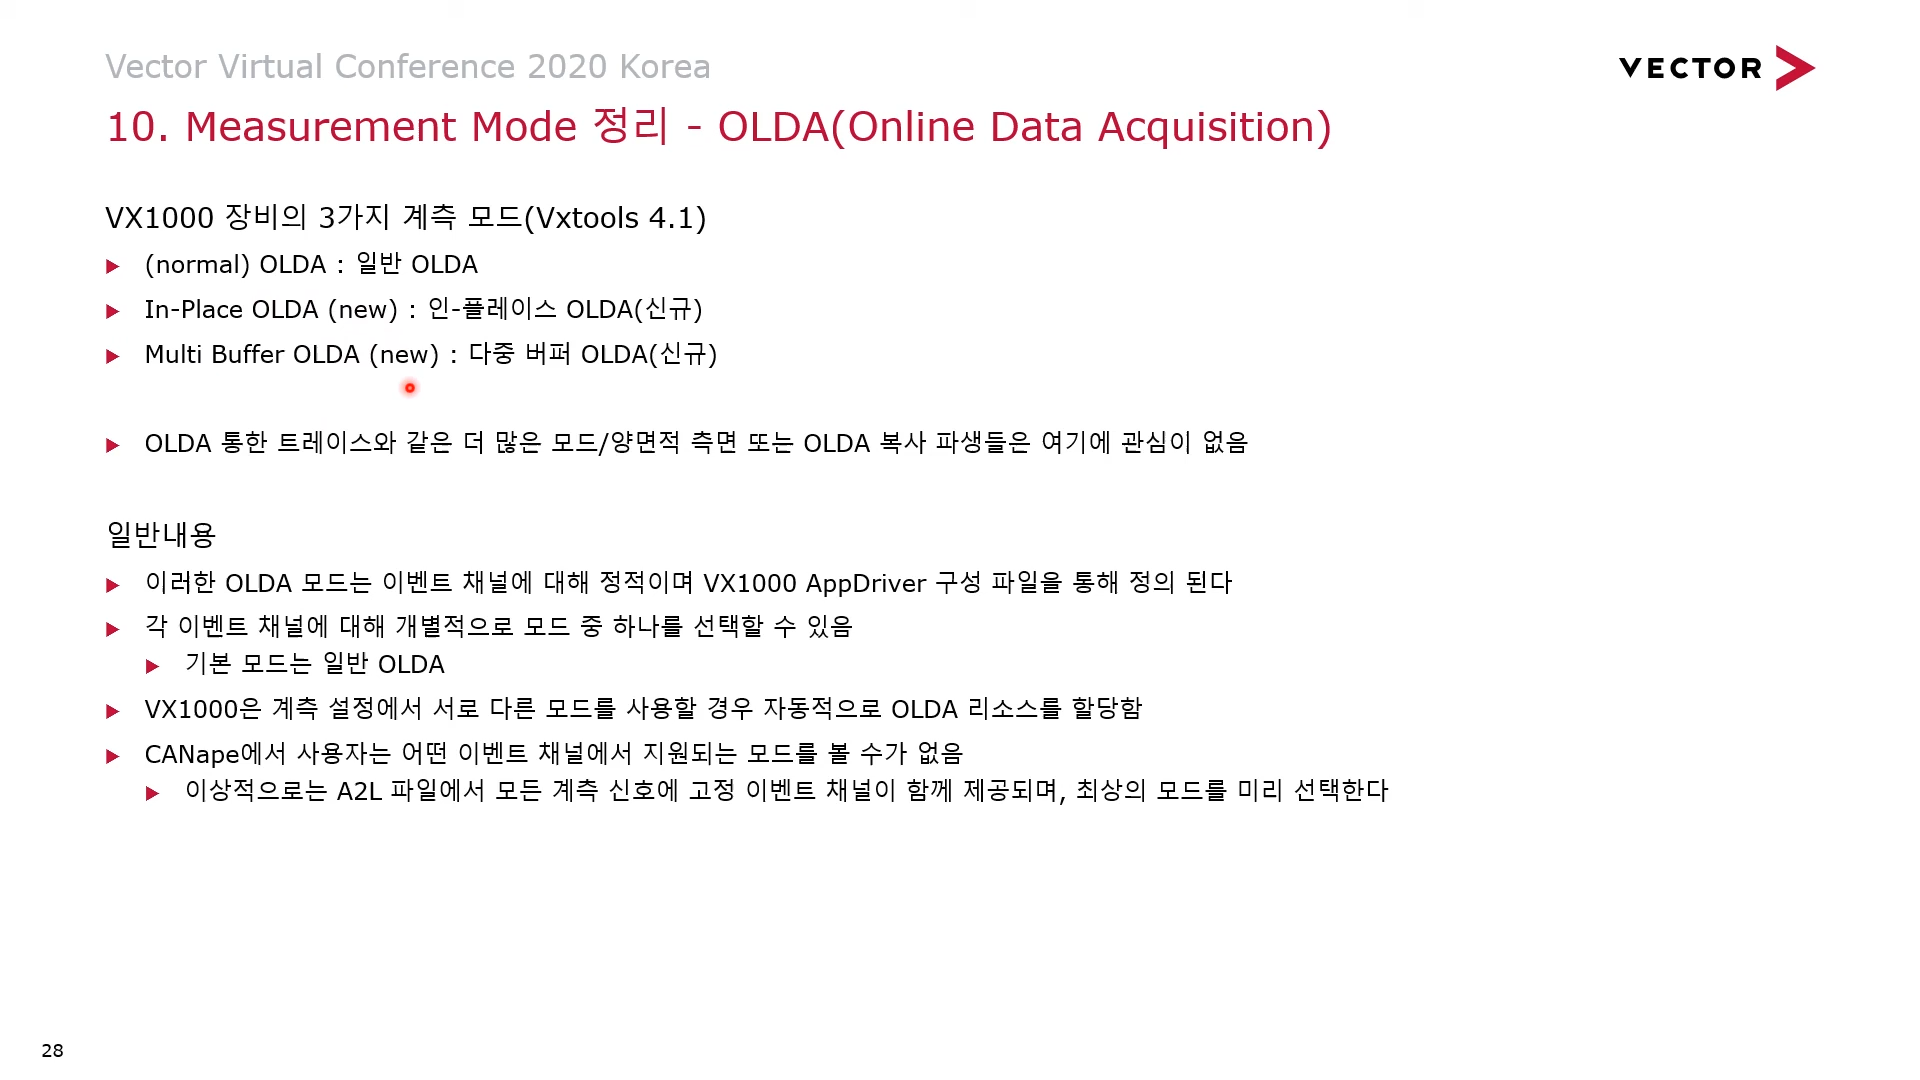 Vector Virtual Conference 2020 Korea
VECTOR
10. Measurement Mode 정리 - OLDA(Online Data Acquisition)
VX1000 장비의 3가지 계측 모드(Vxtools 4.1)
(normal) OLDA : 일반 OLDA
In-Place OLDA (new) : 인-플레이스 OLDA(신규)
Multi Buffer OLDA (new) : 다중 버퍼 OLDA(신규)
OLDA 통한 트레이스와 같은 더 많은 모드/양면적 측면 또는 OLDA 복사 파생들은 여기에 관심이 없음
일반내용
이러한 OLDA 모드는 이벤트 채널에 대해 정적이며 VX1000 AppDriver 구성 파일을 통해 정의 된다
각 이벤트 채널에 대해 개별적으로 모드 중 하나를 선택할 수 있음
기본 모드는 일반 OLDA
VX1000은 계측 설정에서 서로 다른 모드를 사용할 경우 자동적으로 OLDA 리소스를 할당함
CANape에서 사용자는 어떤 이벤트 채널에서 지원되는 모드를 볼 수가 없음
이상적으로는 A2L 파일에서 모든 계측 신호에 고정 이벤트 채널이 함께 제공되며, 최상의 모드를 미리 선택한다
28